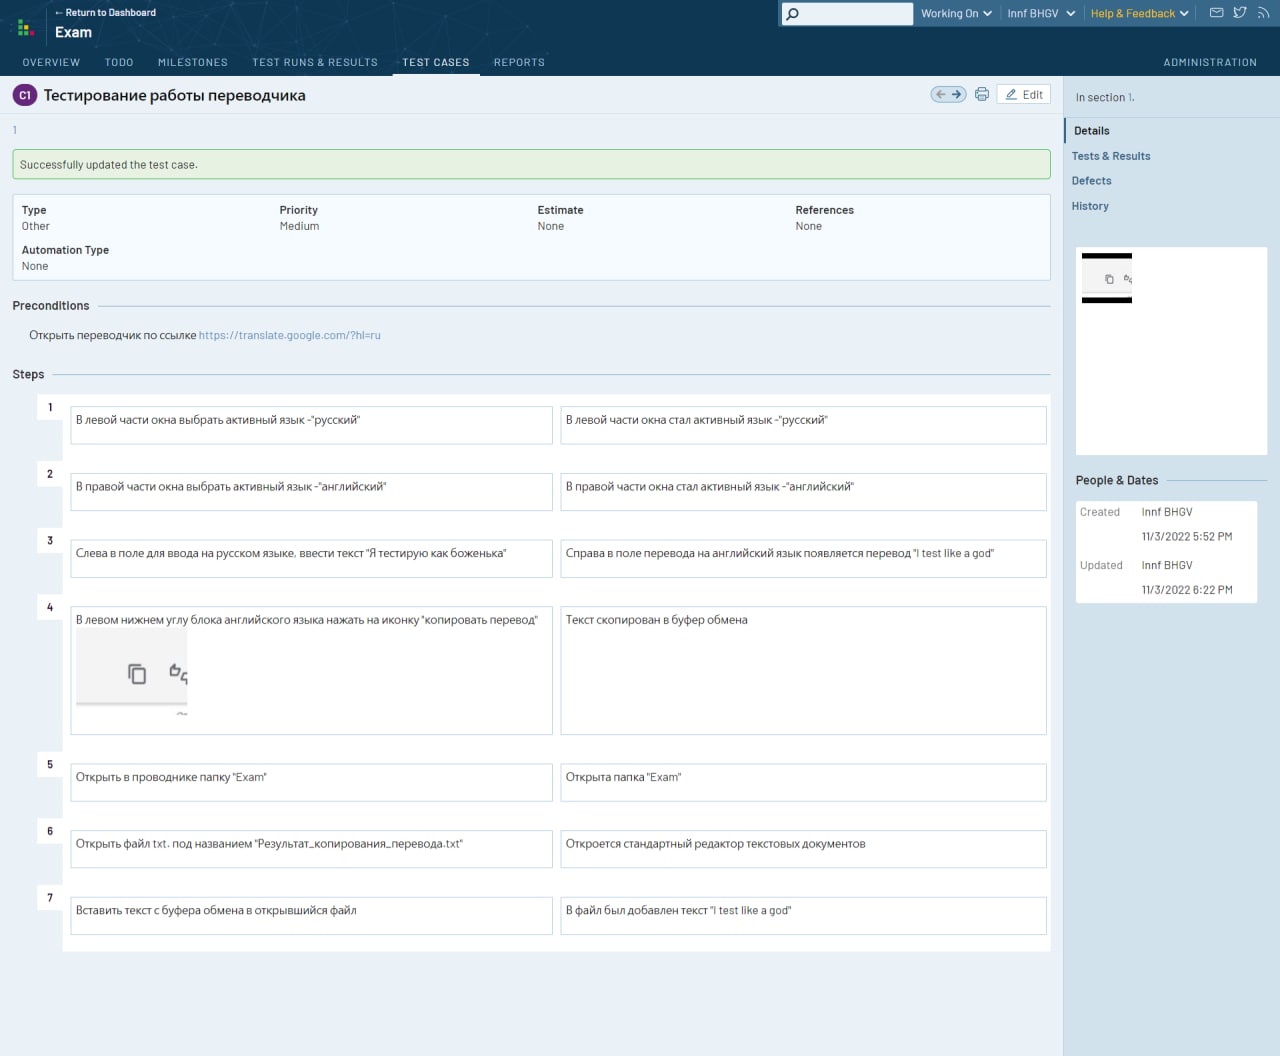 ← Return to Dashboard
Exam
Working On
Innf BHGV
Help & Feedback
OVERVIEW
TODO
MILESTONES
TEST RUNS & RESULTS
TEST CASES
REPORTS
ADMINISTRATION
C1
Тестирование работы переводчика
Edit
1
Successfully updated the test case.
Type
Other
Priority
Medium
Estimate
None
References
None
Automation Type
None
Preconditions
Открыть переводчик по ссылке https://translate.google.com/?hl=ru
Steps
1
В левой части окна выбрать активный язык -"русский"
В левой части окна стал активный язык -"русский"
2
В правой части окна выбрать активный язык -"английский"
В правой части окна стал активный язык -"английский"
3
Слева в поле для ввода на русском языке, ввести текст "Я тестирую как боженька"
Справа в поле перевода на английский язык появляется перевод "I test like a god"
4
В левом нижнем углу блока английского языка нажать на иконку "копировать перевод"
Текст скопирован в буфер обмена
5
Открыть в проводнике папку "Exam"
Открыта папка "Exam"
6
Открыть файл txt. под названием "Результат_копирования_перевода.txt"
Откроется стандартный редактор текстовых документов
7
Вставить текст с буфера обмена в открывшийся файл
В файл был добавлен текст "I test like a god"
In section 1.
Details
Tests & Results
Defects
History
People & Dates
Created
Innf BHGV
11/3/2022 5:52 PM
Updated
Innf BHGV
11/3/2022 6:22 PM